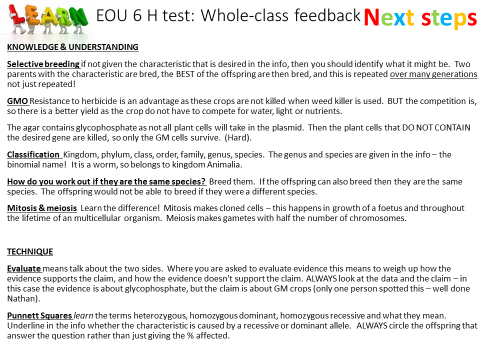 LEARN EOU 6 H test: Whole-class feedback Next steps
KNOWLEDGE & UNDERSTANDING
Selective breeding if not given the characteristic that is desired in the info, then you should identify what it might be.  Two
parents with the characteristic are bred, the BEST of the offspring are then bred, and this is repeated over many generations
not just repeated!
GMO Resistance to herbicide is an advantage as these crops are not killed when weed killer is used.  BUT the competition is,
so there is a better yield as the crop do not have to compete for water, light or nutrients.
The agar contains glycophosphate as not all plant cells will take in the plasmid.  Then the plant cells that DO NOT CONTAIN
the desired gene are killed, so only the GM cells survive.  (Hard).
Classification  Kingdom, phylum, class, order, family, genus, species.  The genus and species are given in the info – the
binomial name!  It is a worm, so belongs to kingdom Animalia.
How do you work out if they are the same species?  Breed them.  If the offspring can also breed then they are the same
species.  The offspring would not be able to breed if they were a different species.
Mitosis & meiosis  Learn the difference!  Mitosis makes cloned cells – this happens in growth of a foetus and throughout
the lifetime of an multicellular organism.  Meiosis makes gametes with half the number of chromosomes.
TECHNIQUE
Evaluate means talk about the two sides.  Where you are asked to evaluate evidence this means to weigh up how the
evidence supports the claim, and how the evidence doesn't support the claim. ALWAYS look at the data and the claim – in
this case the evidence is about glycophosphate, but the claim is about GM crops (only one person spotted this – well done
Nathan).
Punnett Squares learn the terms heterozygous, homozygous dominant, homozygous recessive and what they mean.
Underline in the info whether the characteristic is caused by a recessive or dominant allele.  ALWAYS circle the offspring that
answer the question rather than just giving the % affected.